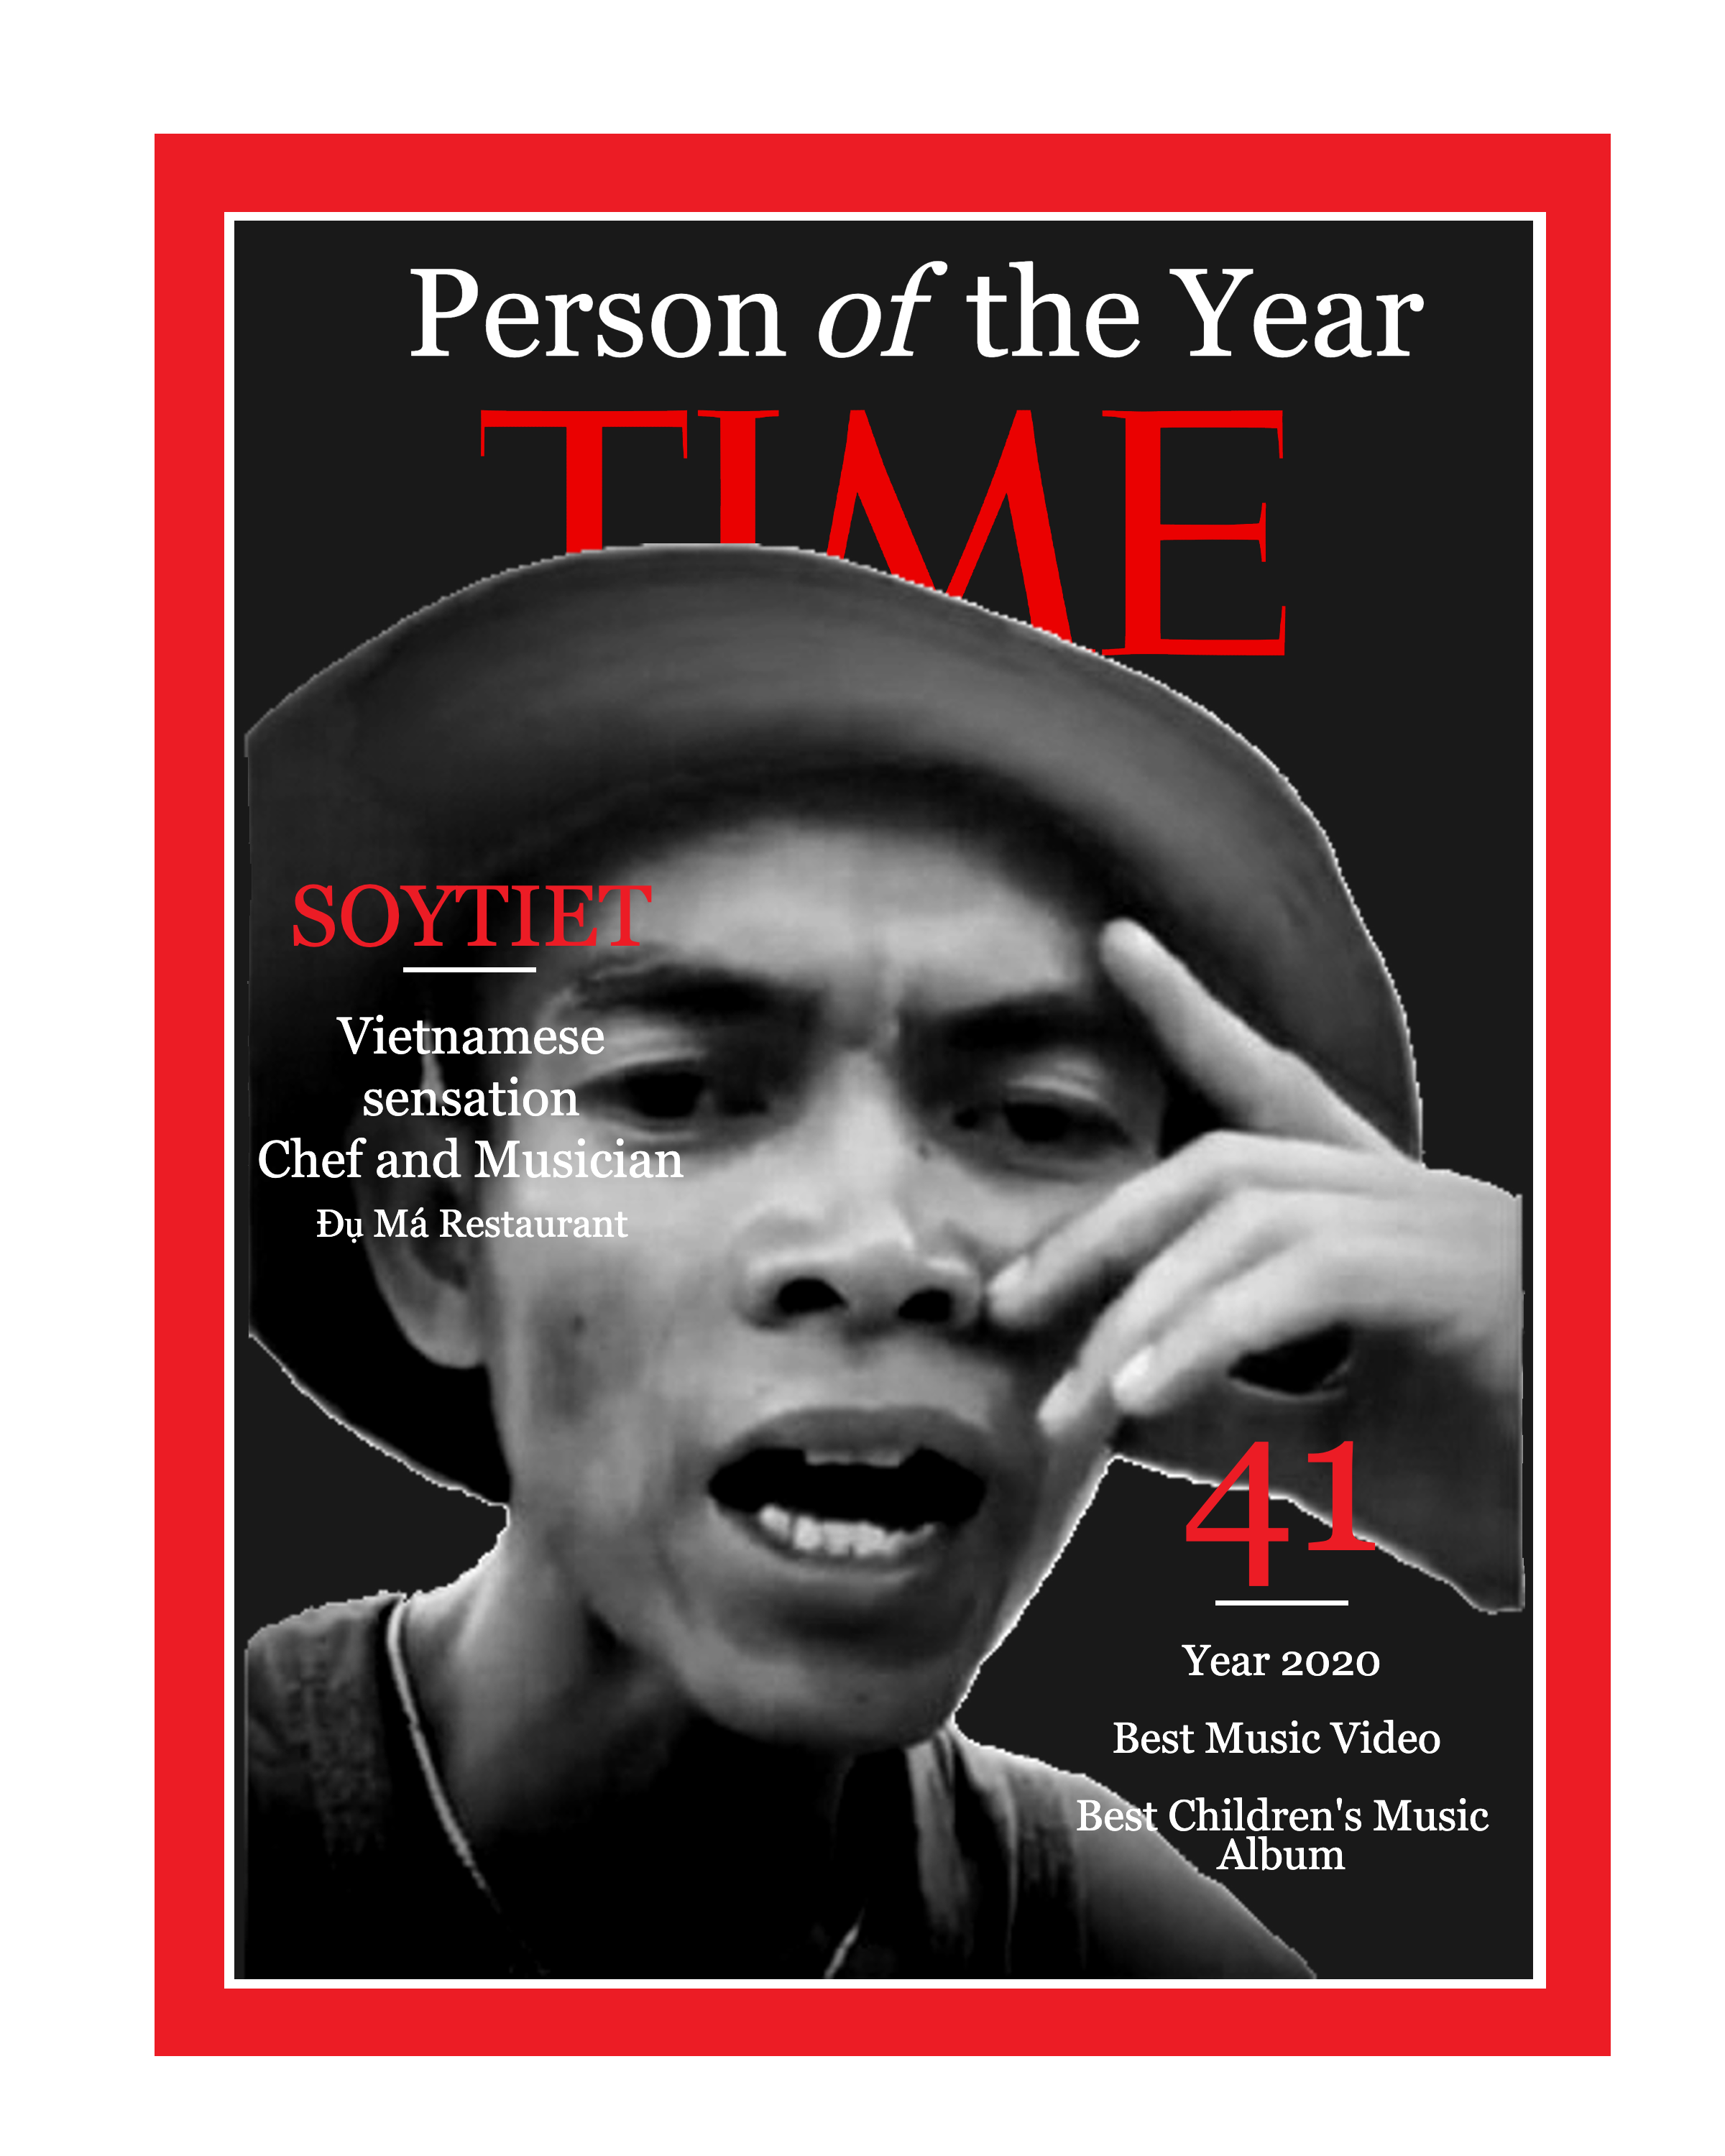 Person of the Year
TIME
SOYTIET
Vietnamese
sensation
Chef and Musician
Đụ Má Restaurant
41
Year 2020
Best Music Video
Best Children's Music
Album